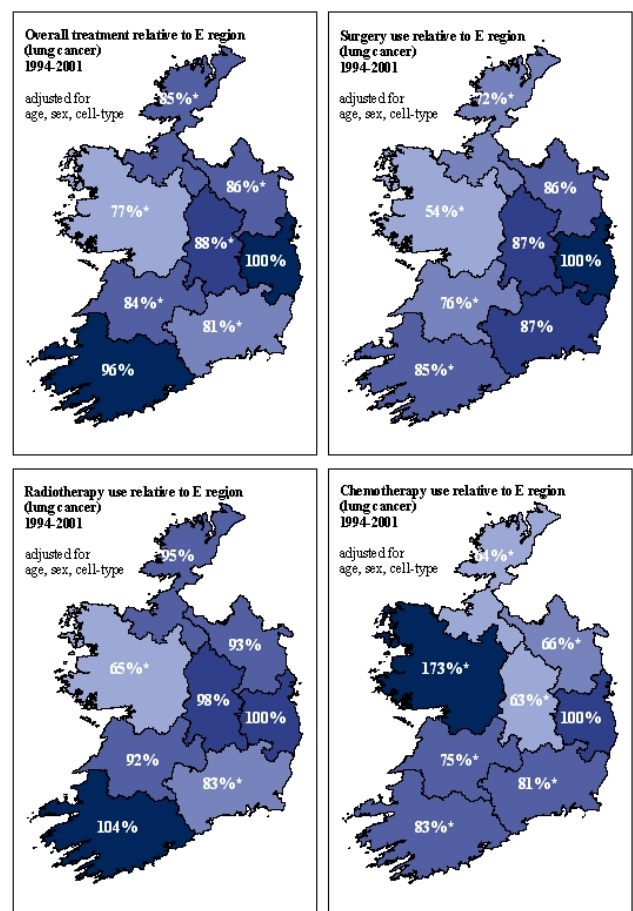 Overall treatment relative to E region
(lung cancer)
1994-2001
adjusted for
age, sex, cell-type
85%*
86%*
77%*
88%*
100%
84%*
81%*
96%
Surgery use relative to E region
(lung cancer)
1994-2001
adjusted for
age, sex, cell-type
72%*
86%
54%*
87%
100%
76%*
87%
85%*
Radiotherapy use relative to E region
(lung cancer)
1994-2001
adjusted for
age, sex, cell-type
95%
93%
65%*
98%
100%
92%
83%*
104%
Chemotherapy use relative to E region
(lung cancer)
1994-2001
adjusted for
age, sex, cell-type
64%*
66%*
173%*
63%*
100%
75%*
81%*
83%*